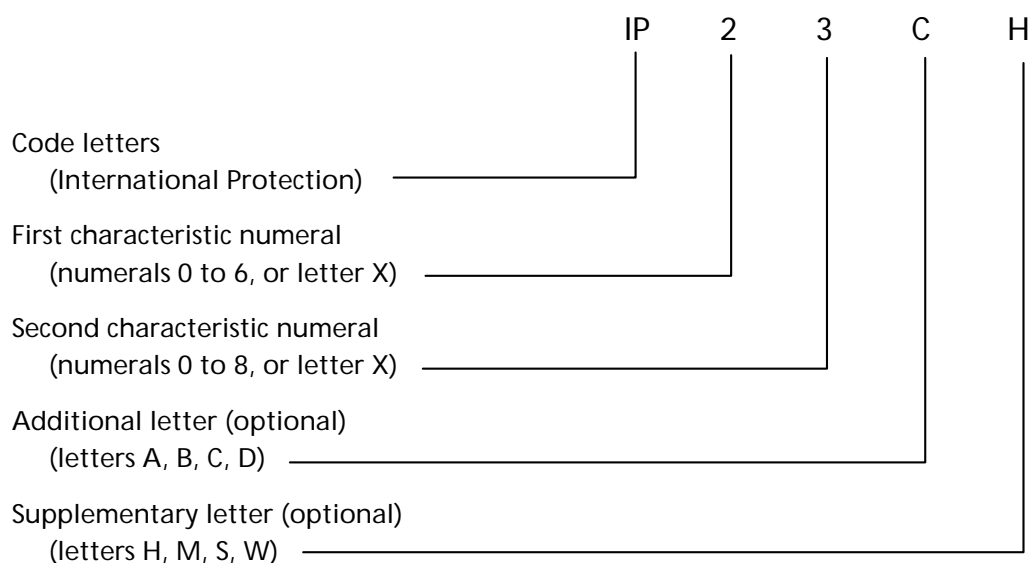 IP 2 3 C H
Code letters
(International Protection)
First characteristic numeral
(numerals 0 to 6, or letter X)
Second characteristic numeral
(numerals 0 to 8, or letter X)
Additional letter (optional)
(letters A, B, C, D)
Supplementary letter (optional)
(letters H, M, S, W)